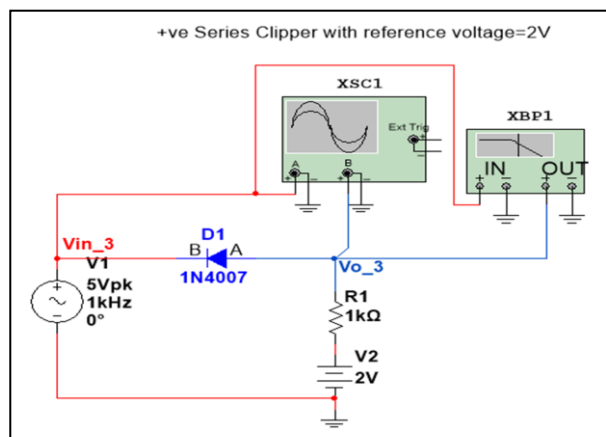 +ve Series Clipper with reference voltage=2V
XSC1
Ext Trig
+
-
A
B
+ - + -
XBP1
IN OUT
+ - + -
Vin_3
D1
B A
1N4007
Vo_3
V1
5Vpk
1kHz
0°
R1
1kΩ
V2
2V